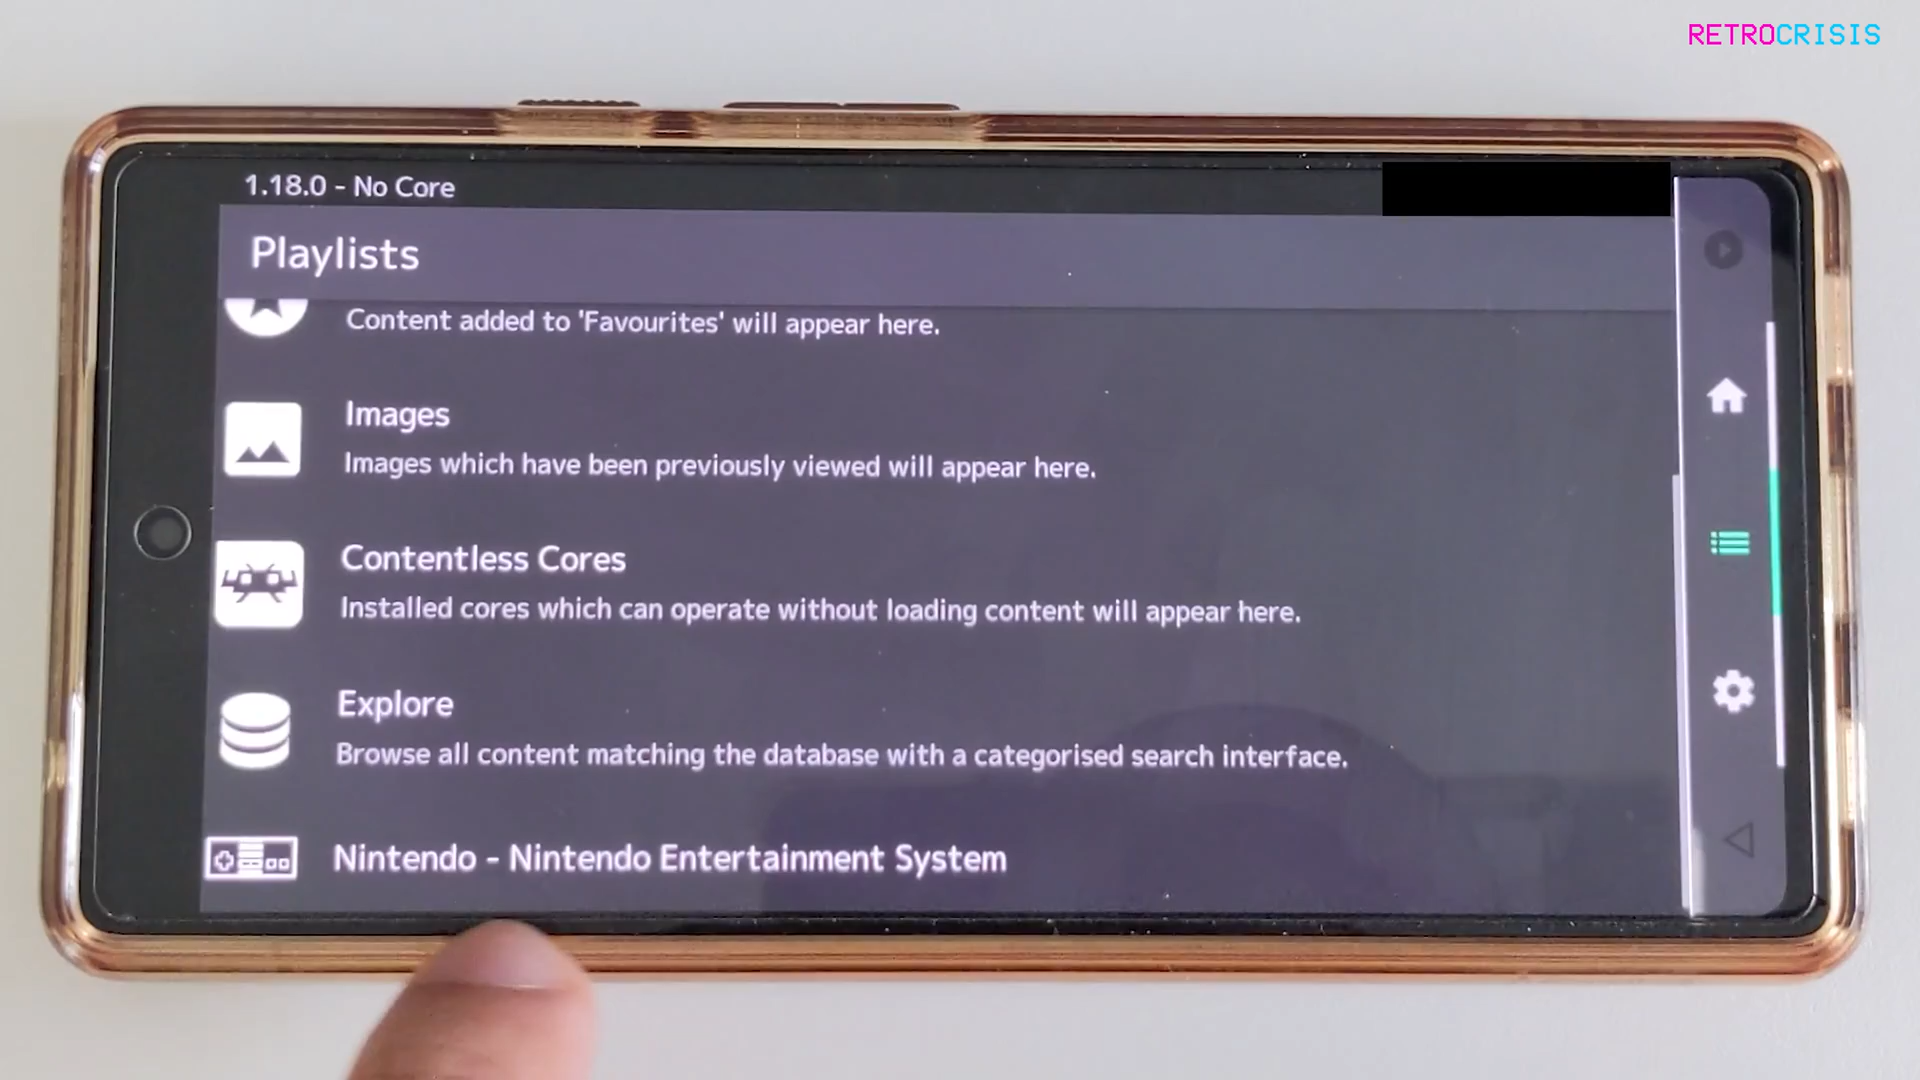 RETROCRISIS
1.18.0 - No Core
Playlists
Content added to 'Favourites' will appear here.
Images
Images which have been previously viewed will appear here.
Contentless Cores
Installed cores which can operate without loading content will appear here.
Explore
Browse all content matching the database with a categorised search interface.
Nintendo - Nintendo Entertainment System